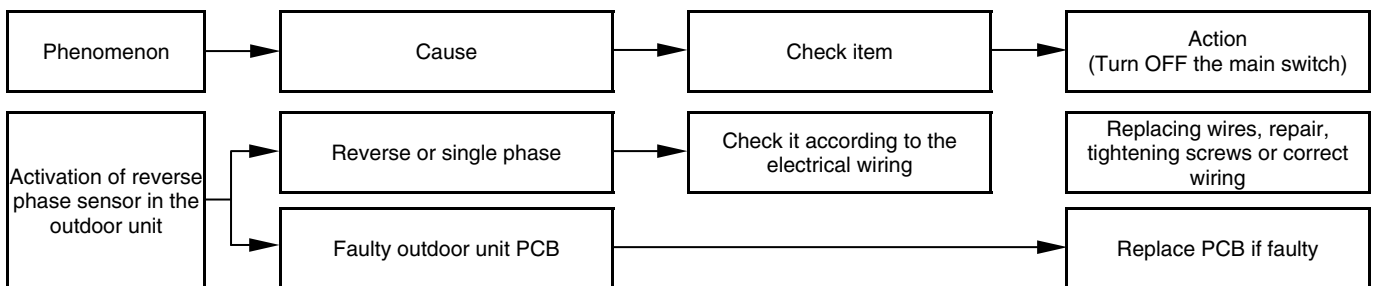 Phenomenon
Cause
Check item
Action
(Turn OFF the main switch)
Activation of reverse
phase sensor in the
outdoor unit
Reverse or single phase
Check it according to the
electrical wiring
Replacing wires, repair,
tightening screws or correct
wiring
Faulty outdoor unit PCB
Replace PCB if faulty